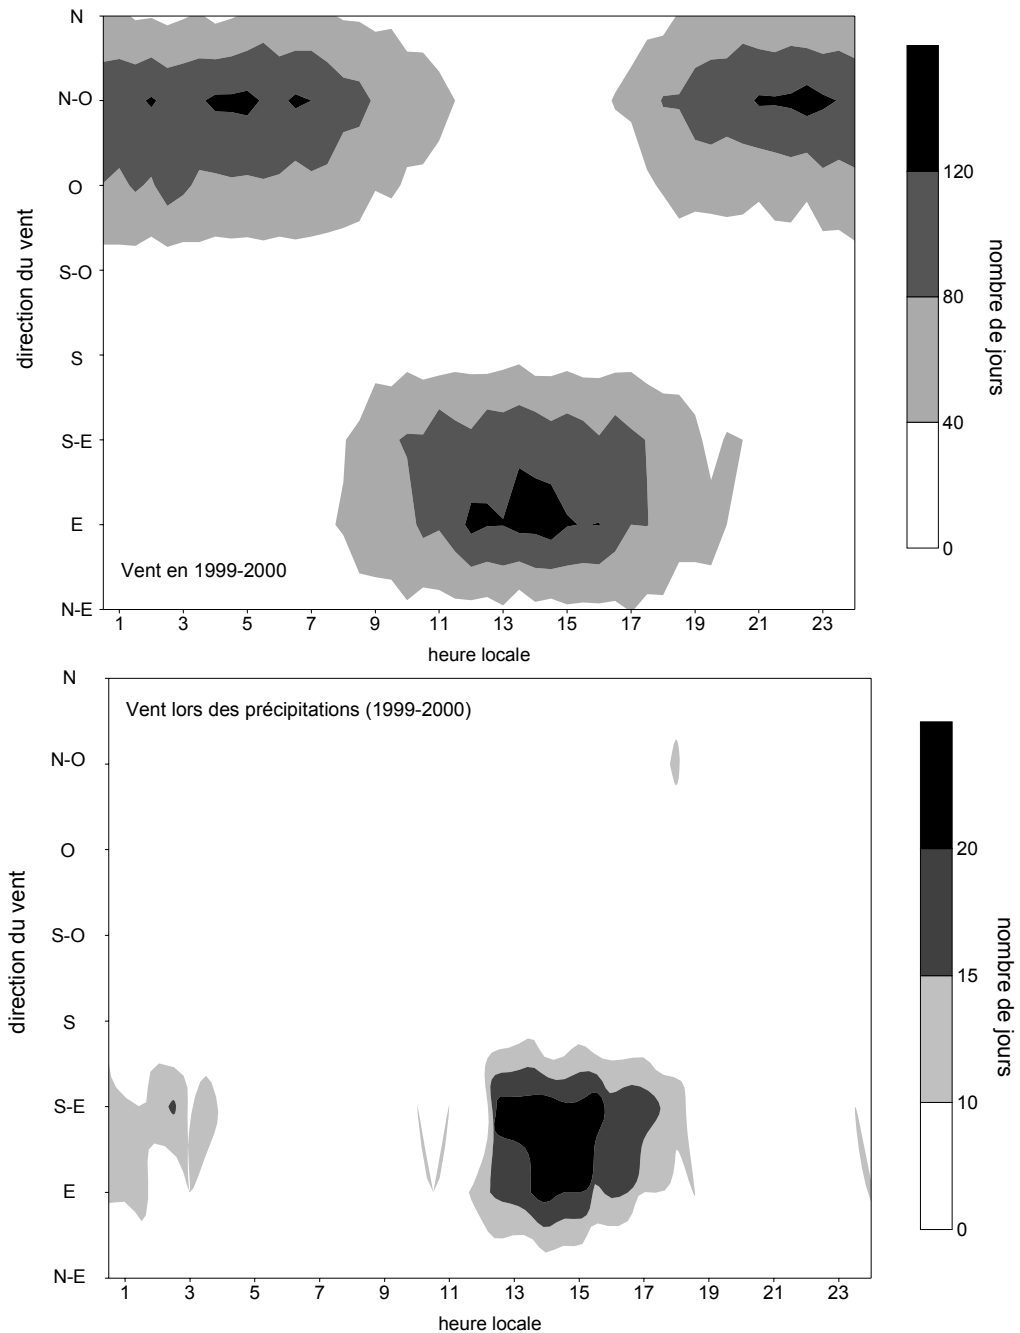 N
N-O
O
S-O
S
S-E
E
N-E
direction du vent
Vent en 1999-2000
1 3 5 7 9 11 13 15 17 19 21 23
heure locale
120
80
40
0
nombre de jours
N
N-O
O
S-O
S
S-E
E
N-E
direction du vent
Vent lors des précipitations (1999-2000)
1 3 5 7 9 11 13 15 17 19 21 23
heure locale
20
15
10
0
nombre de jours